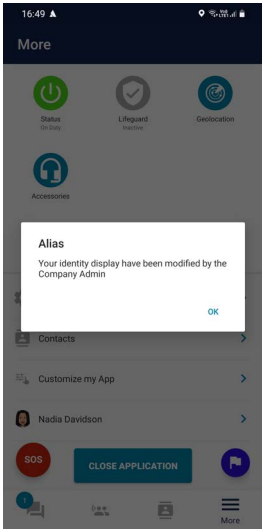 16:49
More
Status
On Duty
Lifeguard
Inactive
Geolocation
Accessories
Alias
Your identity display have been modified by the
Company Admin
OK
Contacts
Customize my App
Nadia Davidson
SOS
CLOSE APPLICATION
1
More